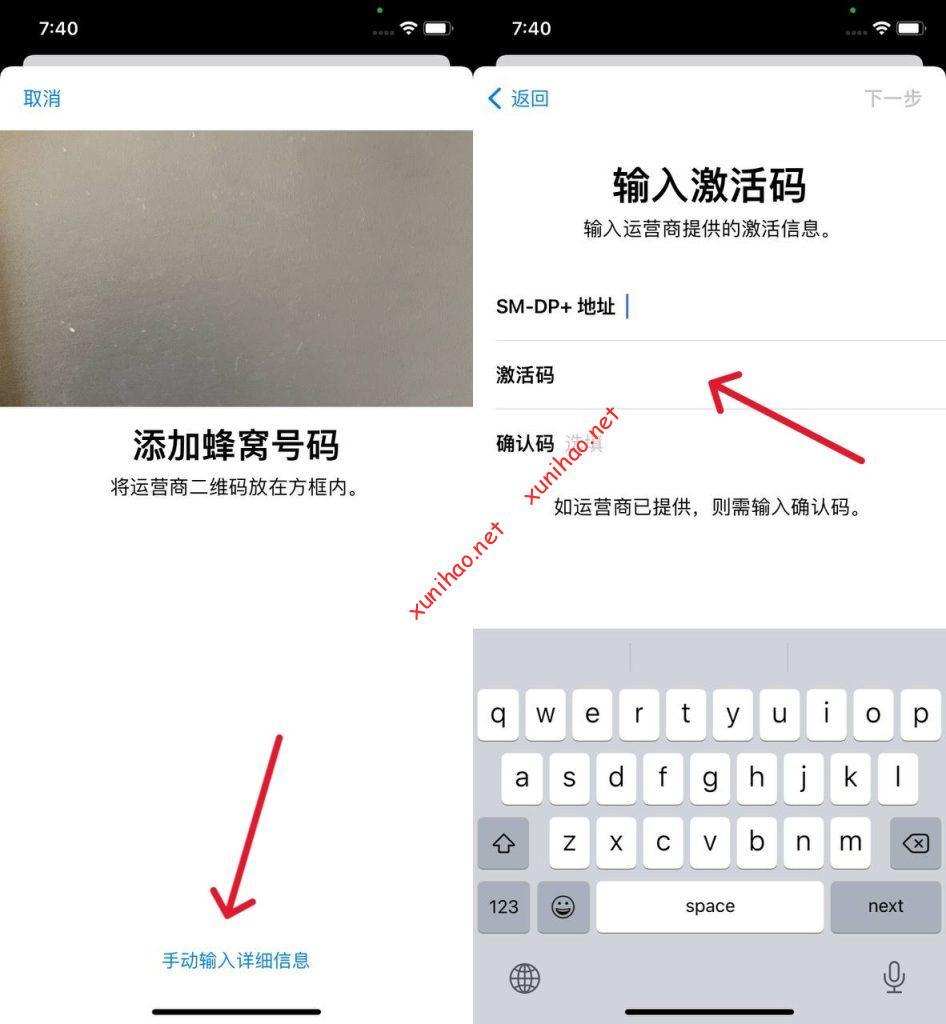 7:40
取消
添加蜂窝号码
将运营商二维码放在方框内。
手动输入详细信息
7:40
返回
下一步
输入激活码
输入运营商提供的激活信息。
SM-DP+ 地址
激活码
确认码 选填
如运营商已提供，则需输入确认码。
xunihao.net
xunihao.net
q w e r t y u i o p
a s d f g h j k l
z x c v b n m
123 space next